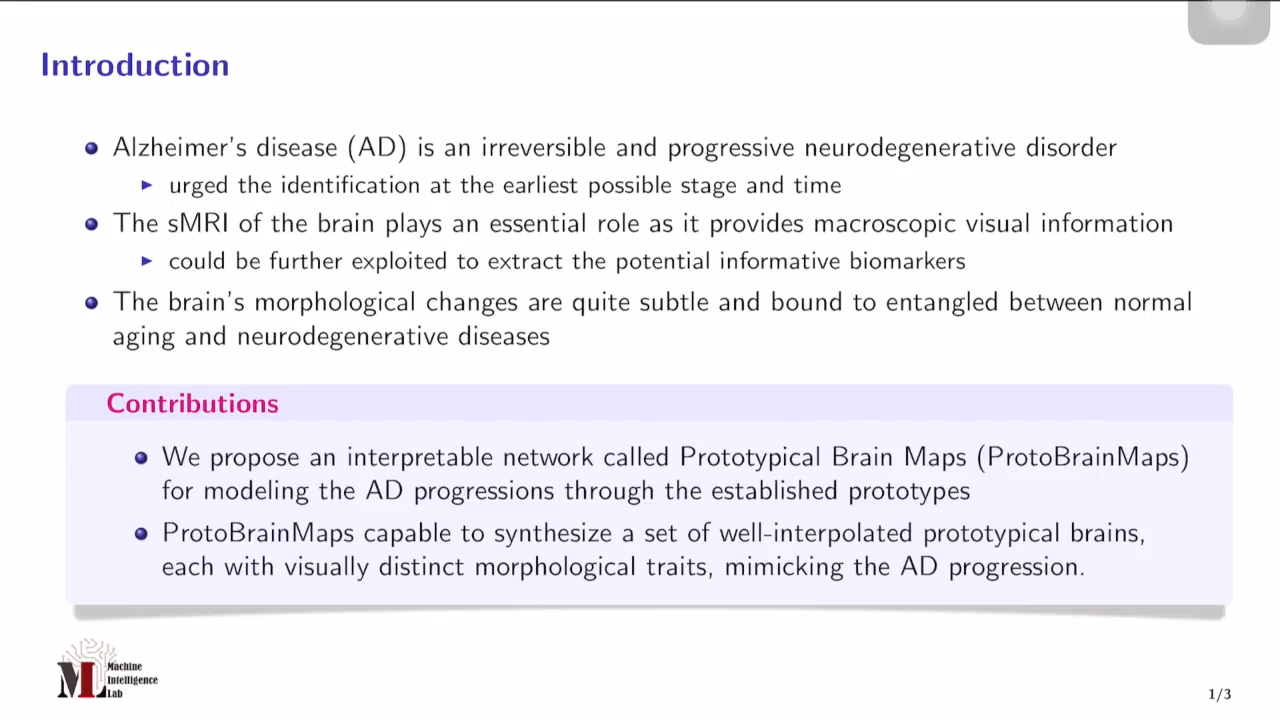 Introduction
Alzheimer's disease (AD) is an irreversible and progressive neurodegenerative disorder
urged the identification at the earliest possible stage and time
The sMRI of the brain plays an essential role as it provides macroscopic visual information
could be further exploited to extract the potential informative biomarkers
The brain's morphological changes are quite subtle and bound to entangled between normal
aging and neurodegenerative diseases
Contributions
We propose an interpretable network called Prototypical Brain Maps (ProtoBrainMaps)
for modeling the AD progressions through the established prototypes
ProtoBrainMaps capable to synthesize a set of well-interpolated prototypical brains,
each with visually distinct morphological traits, mimicking the AD progression.
ML
Machine
Intelligence
Lab
1/3